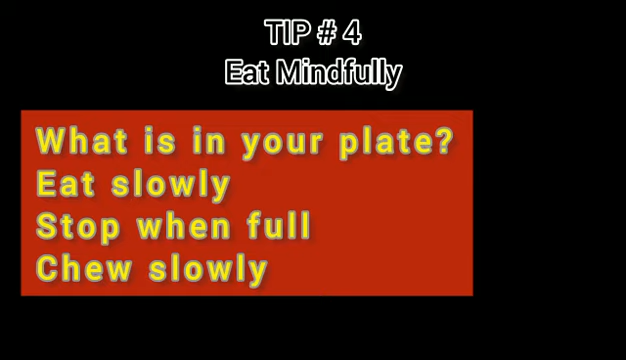 TIP # 4
Eat Mindfully
What is in your plate?
Eat slowly
Stop when full
Chew slowly